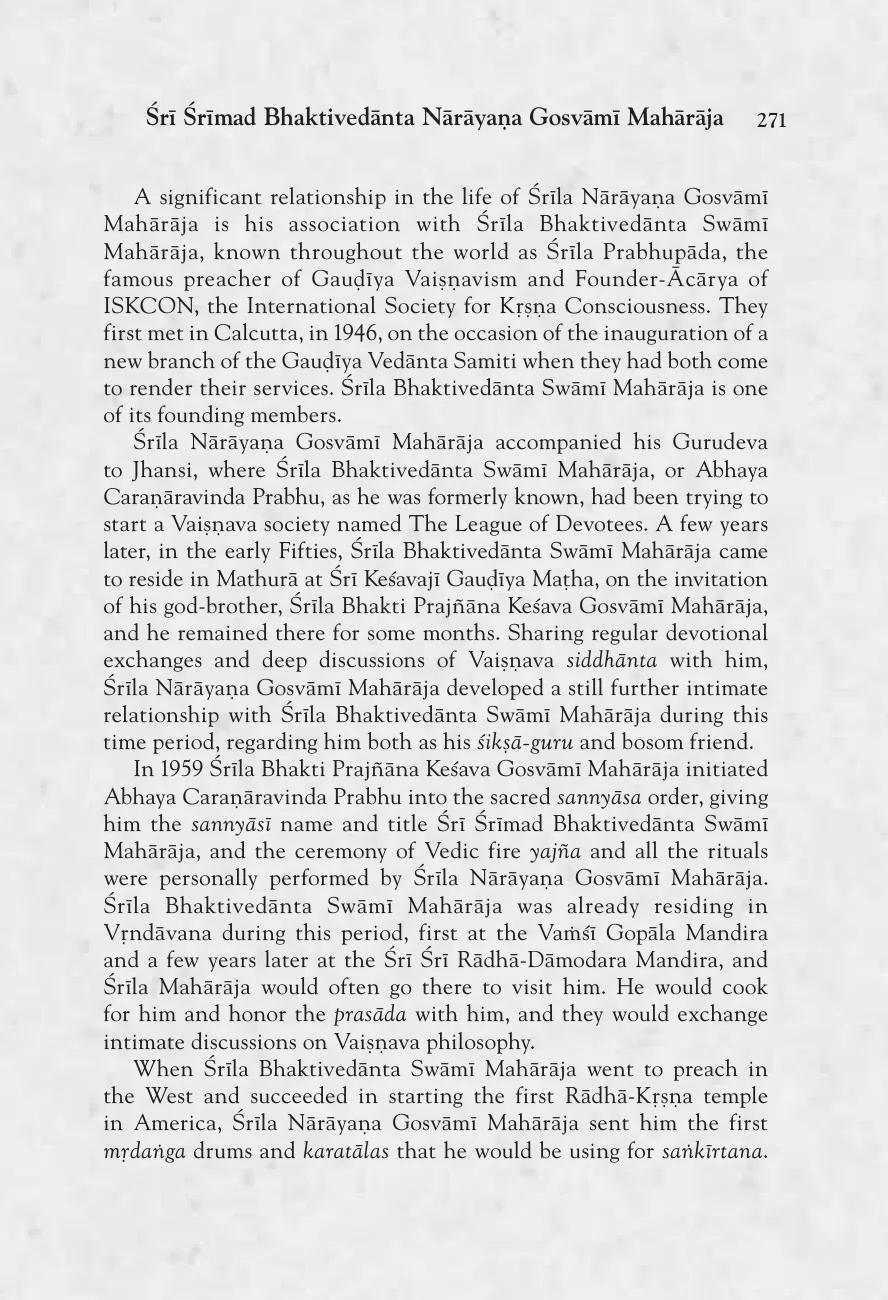 Śrī Śrīmad Bhaktivedānta Nārāyaṇa Gosvāmī Mahārāja 271
A significant relationship in the life of Śrīla Nārāyaṇa Gosvāmī
Mahārāja is his association with Śrīla Bhaktivedānta Swāmī
Mahārāja, known throughout the world as Śrīla Prabhupāda, the
famous preacher of Gauḍīya Vaiṣṇavism and Founder-Ācārya of
ISKCON, the International Society for Kṛṣṇa Consciousness. They
first met in Calcutta, in 1946, on the occasion of the inauguration of a
new branch of the Gauḍīya Vedānta Samiti when they had both come
to render their services. Śrīla Bhaktivedānta Swāmī Mahārāja is one
of its founding members.
Śrīla Nārāyaṇa Gosvāmī Mahārāja accompanied his Gurudeva
to Jhansi, where Śrīla Bhaktivedānta Swāmī Mahārāja, or Abhaya
Caraṇāravinda Prabhu, as he was formerly known, had been trying to
start a Vaiṣṇava society named The League of Devotees. A few years
later, in the early Fifties, Śrīla Bhaktivedānta Swāmī Mahārāja came
to reside in Mathurā at Śrī Keśavajī Gauḍīya Maṭha, on the invitation
of his god-brother, Śrīla Bhakti Prajñāna Keśava Gosvāmī Mahārāja,
and he remained there for some months. Sharing regular devotional
exchanges and deep discussions of Vaiṣṇava siddhānta with him,
Śrīla Nārāyaṇa Gosvāmī Mahārāja developed a still further intimate
relationship with Śrīla Bhaktivedānta Swāmī Mahārāja during this
time period, regarding him both as his śikṣā-guru and bosom friend.
In 1959 Śrīla Bhakti Prajñāna Keśava Gosvāmī Mahārāja initiated
Abhaya Caraṇāravinda Prabhu into the sacred sannyāsa order, giving
him the sannyāsī name and title Śrī Śrīmad Bhaktivedānta Swāmī
Mahārāja, and the ceremony of Vedic fire yajña and all the rituals
were personally performed by Śrīla Nārāyaṇa Gosvāmī Mahārāja.
Śrīla Bhaktivedānta Swāmī Mahārāja was already residing in
Vṛndāvana during this period, first at the Vaṁśī Gopāla Mandira
and a few years later at the Śrī Śrī Rādhā-Dāmodara Mandira, and
Śrīla Mahārāja would often go there to visit him. He would cook
for him and honor the prasāda with him, and they would exchange
intimate discussions on Vaiṣṇava philosophy.
When Śrīla Bhaktivedānta Swāmī Mahārāja went to preach in
the West and succeeded in starting the first Rādhā-Kṛṣṇa temple
in America, Śrīla Nārāyaṇa Gosvāmī Mahārāja sent him the first
mṛdaṅga drums and karatālas that he would be using for saṅkīrtana.